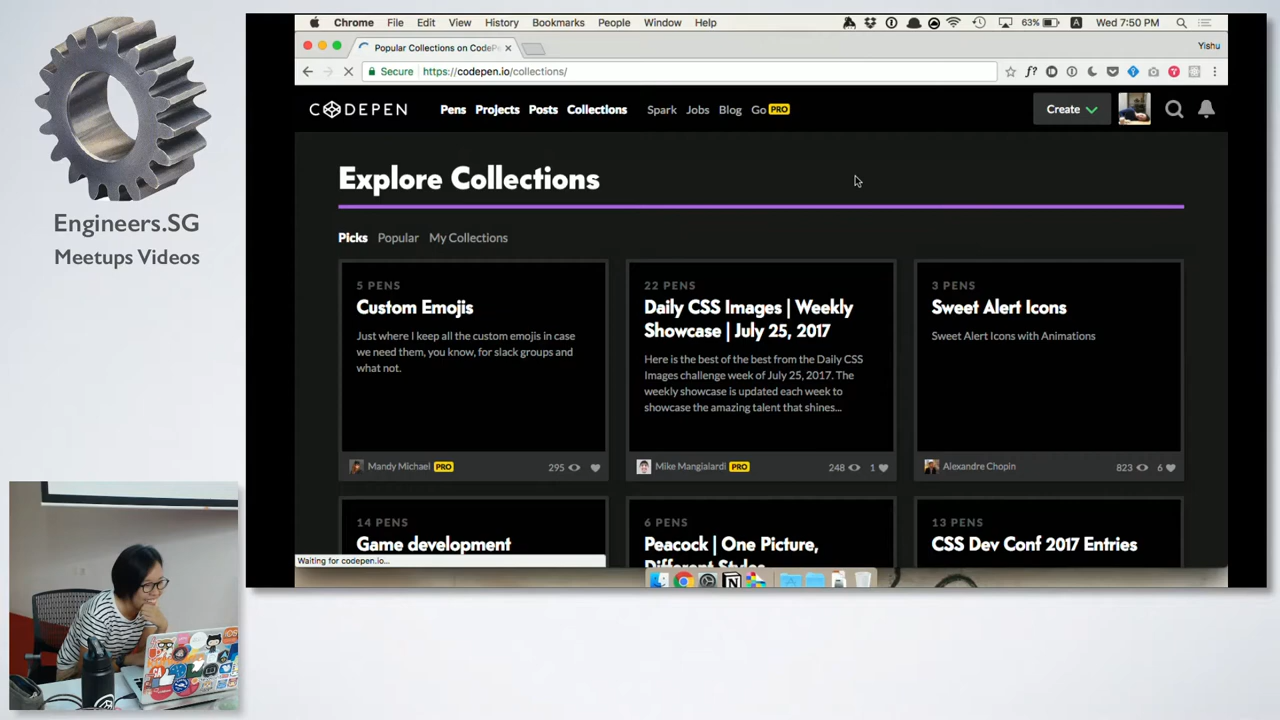 Engineers.SG
Meetups Videos
Chrome File Edit View History Bookmarks People Window Help
63% Wed 7:50 PM
Popular Collections on CodePe
Yishu
Secure https://codepen.io/collections/
CODEPEN Pens Projects Posts Collections Spark Jobs Blog Go PRO Create
Explore Collections
Picks Popular My Collections
5 PENS
Custom Emojis
Just where I keep all the custom emojis in case
we need them, you know, for slack groups and
what not.
Mandy Michael PRO 295
22 PENS
Daily CSS Images | Weekly
Showcase | July 25, 2017
Here is the best of the best from the Daily CSS
Images challenge week of July 25, 2017. The
weekly showcase is updated each week to
showcase the amazing talent that shines...
Mike Mangialardi PRO 248 1
3 PENS
Sweet Alert Icons
Sweet Alert Icons with Animations
Alexandre Chopin 823 6
14 PENS
Game development
6 PENS
Peacock | One Picture,
Different Styles
13 PENS
CSS Dev Conf 2017 Entries
Waiting for codepen.io...